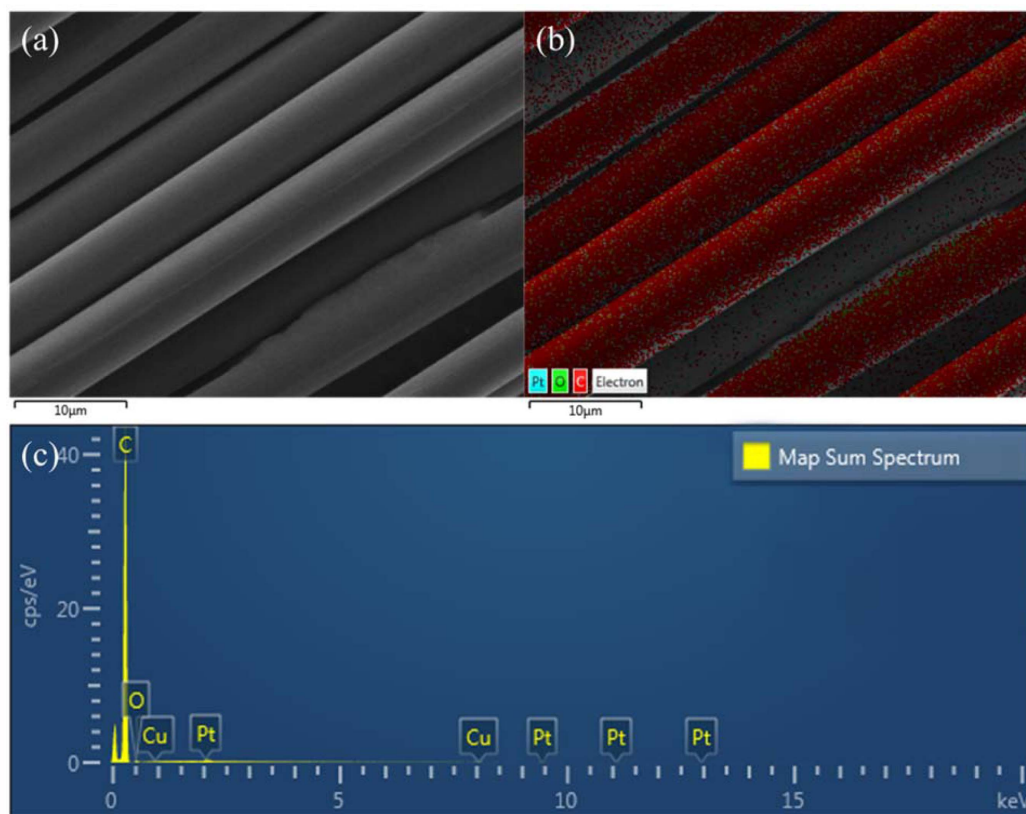 (a)
(b)
Pt O C Electron
10μm
10μm
(c)
Map Sum Spectrum
C
40
cps/eV
20
O
Cu
Pt
Cu
Pt
Pt
Pt
0
0
5
10
15
keV